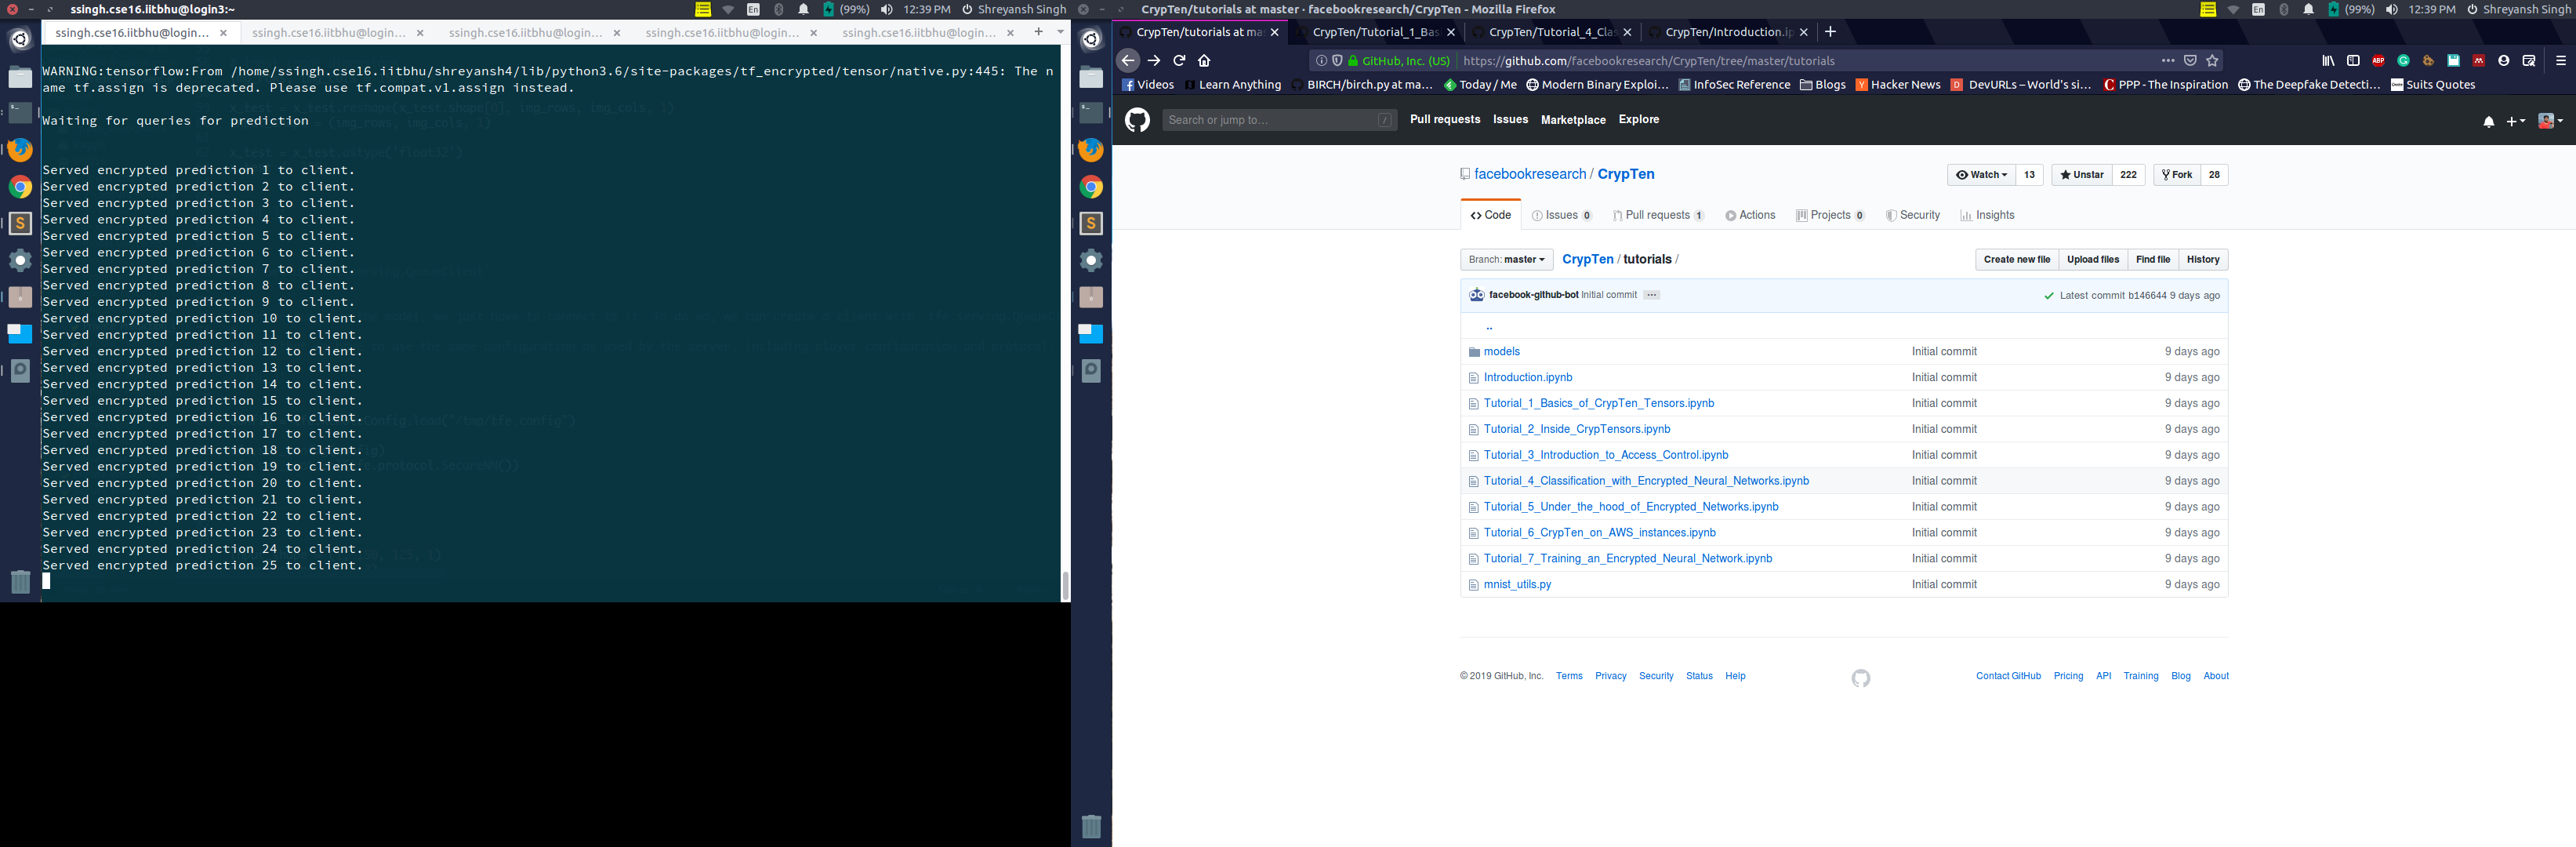 ssingh.cse16.iitbhu@login3:~
En
(99%)
12:39 PM
Shreyansh Singh
ssingh.cse16.iitbhu@login... ssingh.cse16.iitbhu@login... ssingh.cse16.iitbhu@login... ssingh.cse16.iitbhu@login... ssingh.cse16.iitbhu@login...
WARNING:tensorflow:From /home/ssingh.cse16.iitbhu/shreyansh4/lib/python3.6/site-packages/tf_encrypted/tensor/native.py:445: The n
ame tf.assign is deprecated. Please use tf.compat.v1.assign instead.
Waiting for queries for prediction
Served encrypted prediction 1 to client.
Served encrypted prediction 2 to client.
Served encrypted prediction 3 to client.
Served encrypted prediction 4 to client.
Served encrypted prediction 5 to client.
Served encrypted prediction 6 to client.
Served encrypted prediction 7 to client.
Served encrypted prediction 8 to client.
Served encrypted prediction 9 to client.
Served encrypted prediction 10 to client.
Served encrypted prediction 11 to client.
Served encrypted prediction 12 to client.
Served encrypted prediction 13 to client.
Served encrypted prediction 14 to client.
Served encrypted prediction 15 to client.
Served encrypted prediction 16 to client.
Served encrypted prediction 17 to client.
Served encrypted prediction 18 to client.
Served encrypted prediction 19 to client.
Served encrypted prediction 20 to client.
Served encrypted prediction 21 to client.
Served encrypted prediction 22 to client.
Served encrypted prediction 23 to client.
Served encrypted prediction 24 to client.
Served encrypted prediction 25 to client.
CrypTen/tutorials at master · facebookresearch/CrypTen - Mozilla Firefox
En
(99%)
12:39 PM
Shreyansh Singh
CrypTen/tutorials at ma CrypTen/Tutorial_1_Bas CrypTen/Tutorial_4_Clas CrypTen/Introduction.ip
GitHub, Inc. (US) https://github.com/facebookresearch/CrypTen/tree/master/tutorials
Videos Learn Anything BIRCH/birch.py at ma... Today / Me Modern Binary Exploi... InfoSec Reference Blogs Hacker News DevURLs – World's si... PPP - The Inspiration The Deepfake Detecti... Suits Quotes
Search or jump to... / Pull requests Issues Marketplace Explore
facebookresearch / CrypTen
Watch 13 Unstar 222 Fork 28
Code Issues 0 Pull requests 1 Actions Projects 0 Security Insights
Branch: master CrypTen / tutorials / Create new file Upload files Find file History
facebook-github-bot Initial commit ... Latest commit b146644 9 days ago
..
models Initial commit 9 days ago
Introduction.ipynb Initial commit 9 days ago
Tutorial_1_Basics_of_CrypTen_Tensors.ipynb Initial commit 9 days ago
Tutorial_2_Inside_CrypTensors.ipynb Initial commit 9 days ago
Tutorial_3_Introduction_to_Access_Control.ipynb Initial commit 9 days ago
Tutorial_4_Classification_with_Encrypted_Neural_Networks.ipynb Initial commit 9 days ago
Tutorial_5_Under_the_hood_of_Encrypted_Networks.ipynb Initial commit 9 days ago
Tutorial_6_CrypTen_on_AWS_instances.ipynb Initial commit 9 days ago
Tutorial_7_Training_an_Encrypted_Neural_Network.ipynb Initial commit 9 days ago
mnist_utils.py Initial commit 9 days ago
© 2019 GitHub, Inc. Terms Privacy Security Status Help Contact GitHub Pricing API Training Blog About